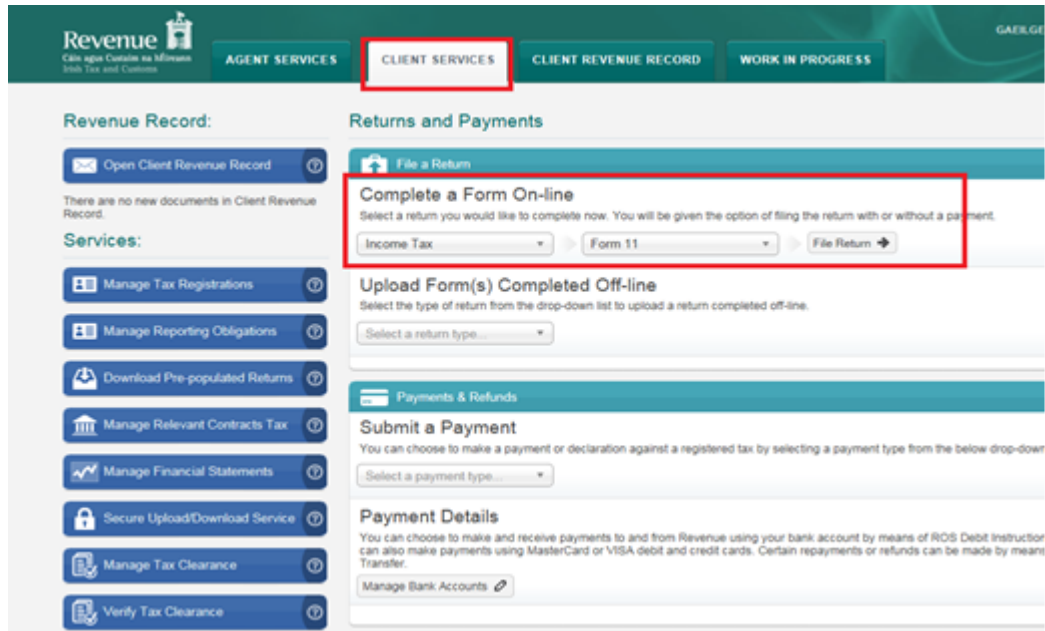 GAEILGE
Revenue
Cáin agus Custaim na hÉireann
Irish Tax and Customs
AGENT SERVICES
CLIENT SERVICES
CLIENT REVENUE RECORD
WORK IN PROGRESS
Revenue Record:
Open Client Revenue Record
There are no new documents in Client Revenue
Record.
Services:
Manage Tax Registrations
Manage Reporting Obligations
Download Pre-populated Returns
Manage Relevant Contracts Tax
Manage Financial Statements
Secure Upload/Download Service
Manage Tax Clearance
Verify Tax Clearance
Returns and Payments
File a Return
Complete a Form On-line
Select a return you would like to complete now. You will be given the option of filing the return with or without a payment.
Income Tax
Form 11
File Return
Upload Form(s) Completed Off-line
Select the type of return from the drop-down list to upload a return completed off-line.
Select a return type...
Payments & Refunds
Submit a Payment
You can choose to make a payment or declaration against a registered tax by selecting a payment type from the below drop-down
Select a payment type...
Payment Details
You can choose to make and receive payments to and from Revenue using your bank account by means of ROS Debit Instruction
can also make payments using MasterCard or VISA debit and credit cards. Certain repayments or refunds can be made by means
Transfer.
Manage Bank Accounts